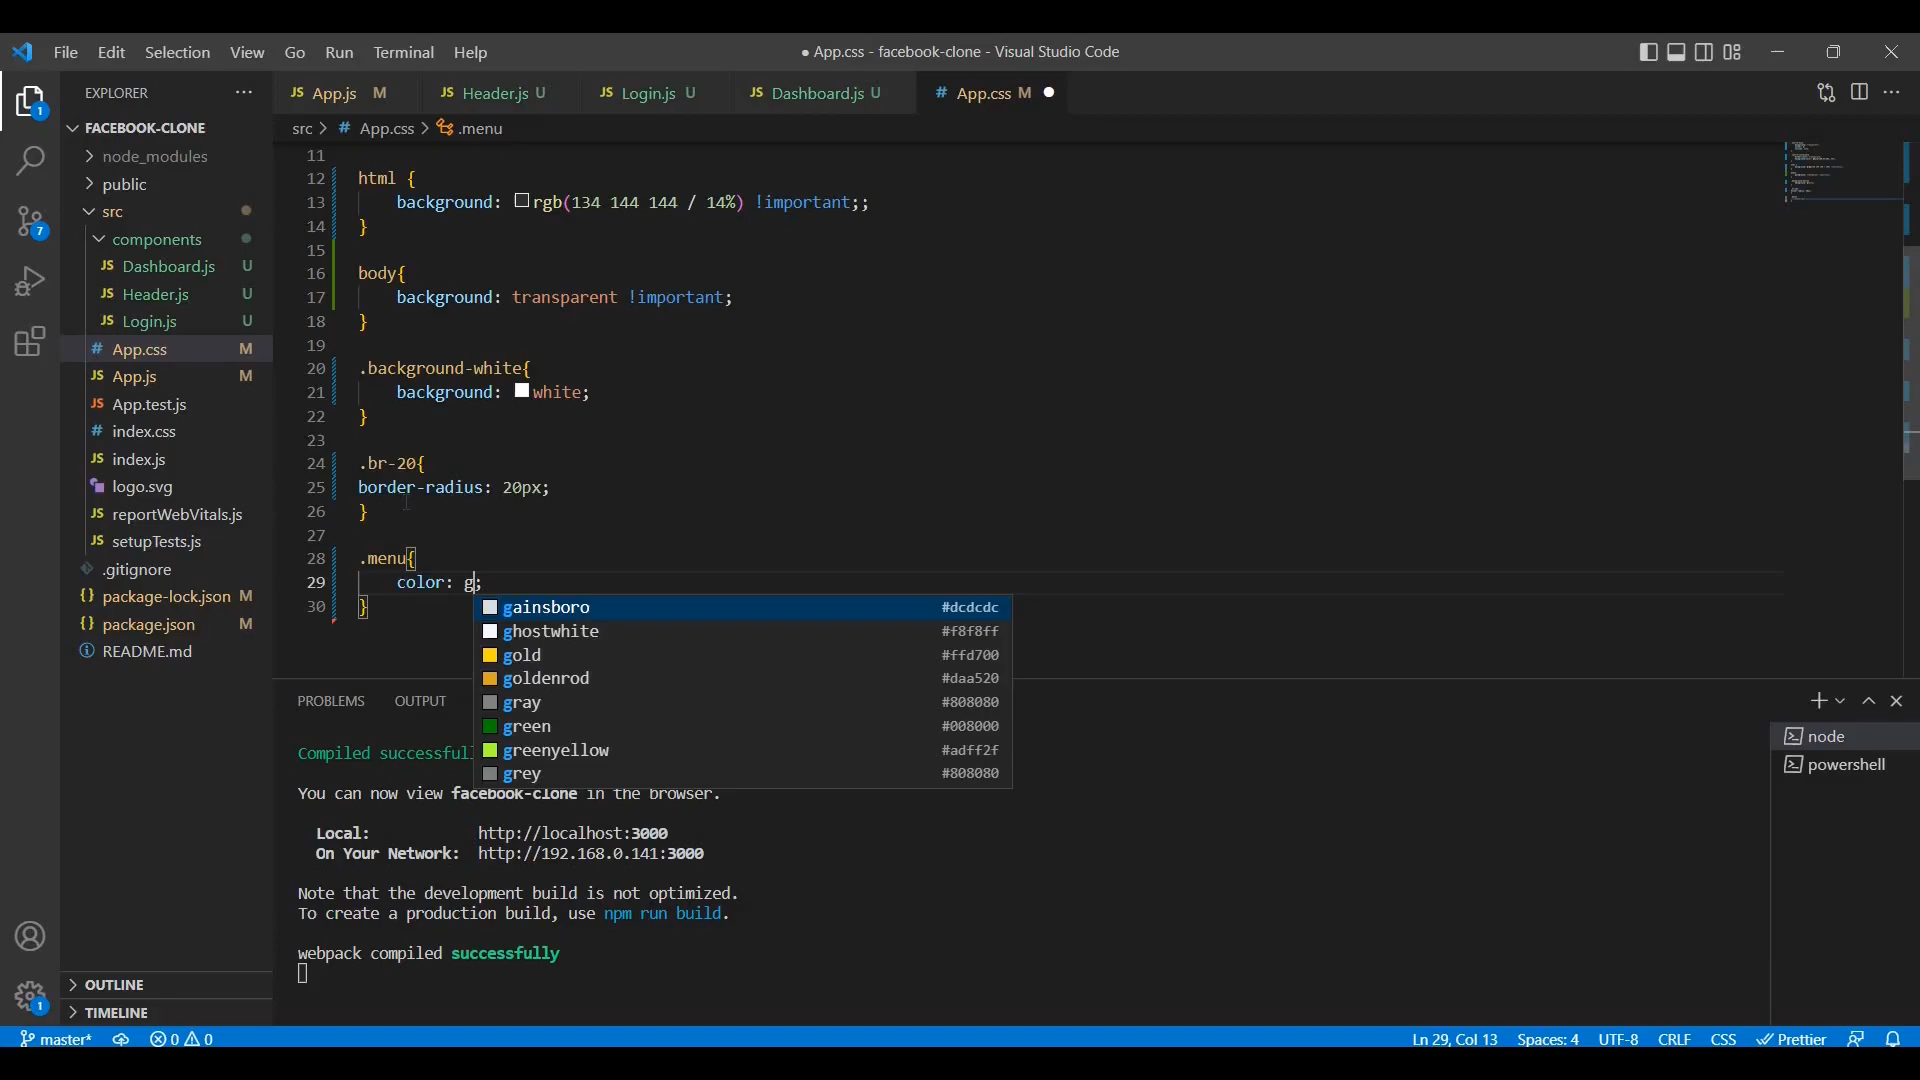 File Edit Selection View Go Run Terminal Help
● App.css - facebook-clone - Visual Studio Code
EXPLORER ···
JS App.js M
JS Header.js U
JS Login.js U
JS Dashboard.js U
# App.css M ●
FACEBOOK-CLONE
src > # App.css > .menu
node_modules
public
src
components
JS Dashboard.js U
JS Header.js U
JS Login.js U
# App.css M
JS App.js M
JS App.test.js
# index.css
JS index.js
logo.svg
JS reportWebVitals.js
JS setupTests.js
.gitignore
{} package-lock.json M
{} package.json M
README.md
OUTLINE
TIMELINE
1
7
1
11
12 html {
13 background: rgb(134 144 144 / 14%) !important;;
14 }
15
16 body{
17 background: transparent !important;
18 }
19
20 .background-white{
21 background: white;
22 }
23
24 .br-20{
25 border-radius: 20px;
26 }
27
28 .menu{
29 color: g;
30 }
gainsboro #dcdcdc
ghostwhite #f8f8ff
gold #ffd700
goldenrod #daa520
gray #808080
green #008000
greenyellow #adff2f
grey #808080
PROBLEMS OUTPUT
Compiled successfull
You can now view facebook-clone in the browser.
Local: http://localhost:3000
On Your Network: http://192.168.0.141:3000
Note that the development build is not optimized.
To create a production build, use npm run build.
webpack compiled successfully
node
powershell
master* 0 0
Ln 29, Col 13 Spaces: 4 UTF-8 CRLF CSS Prettier